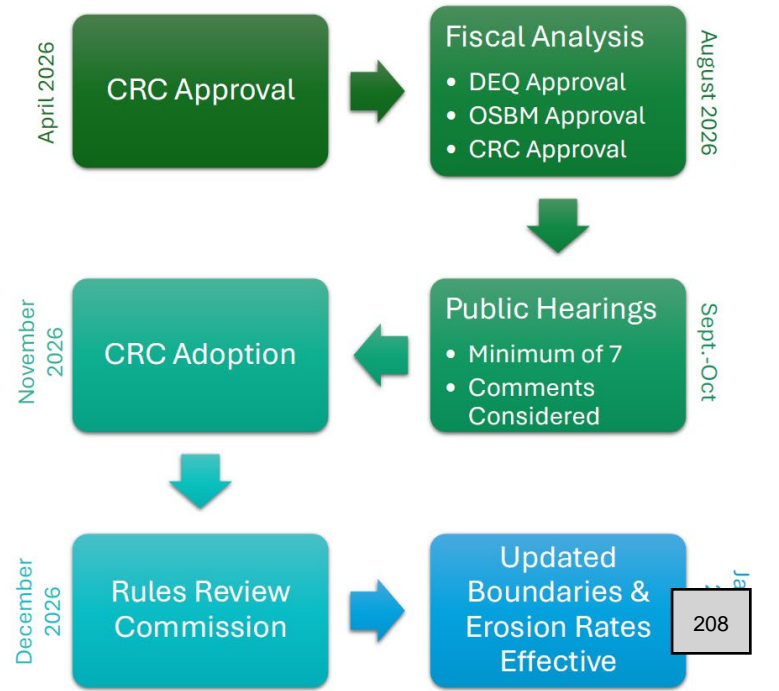 April 2026
CRC Approval
Fiscal Analysis
• DEQ Approval
• OSBM Approval
• CRC Approval
August 2026
Public Hearings
• Minimum of 7
• Comments
Considered
Sept.-Oct
CRC Adoption
November
2026
December
2026
Rules Review
Commission
Updated
Boundaries &
Erosion Rates
Effective
208